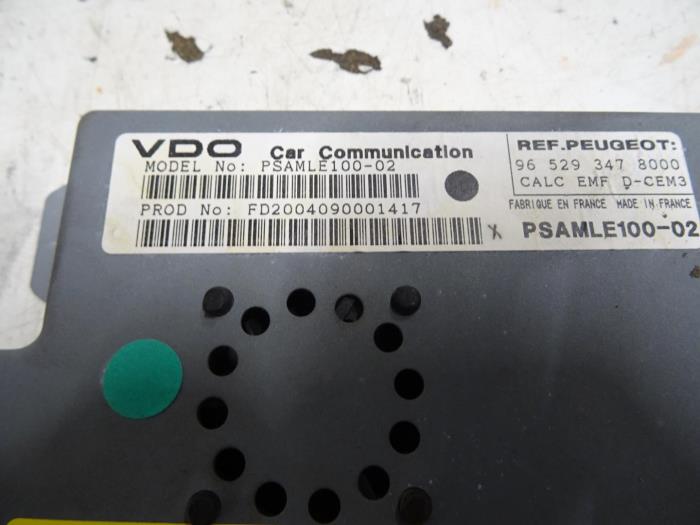 VDO Car Communication
MODEL No: PSAMLE100-02
PROD No: FD2004090001417
X PSAMLE100-02
REF.PEUGEOT:
96 529 347 8000
CALC EMF D-CEM3
FABRIQUE EN FRANCE MADE IN FRANCE